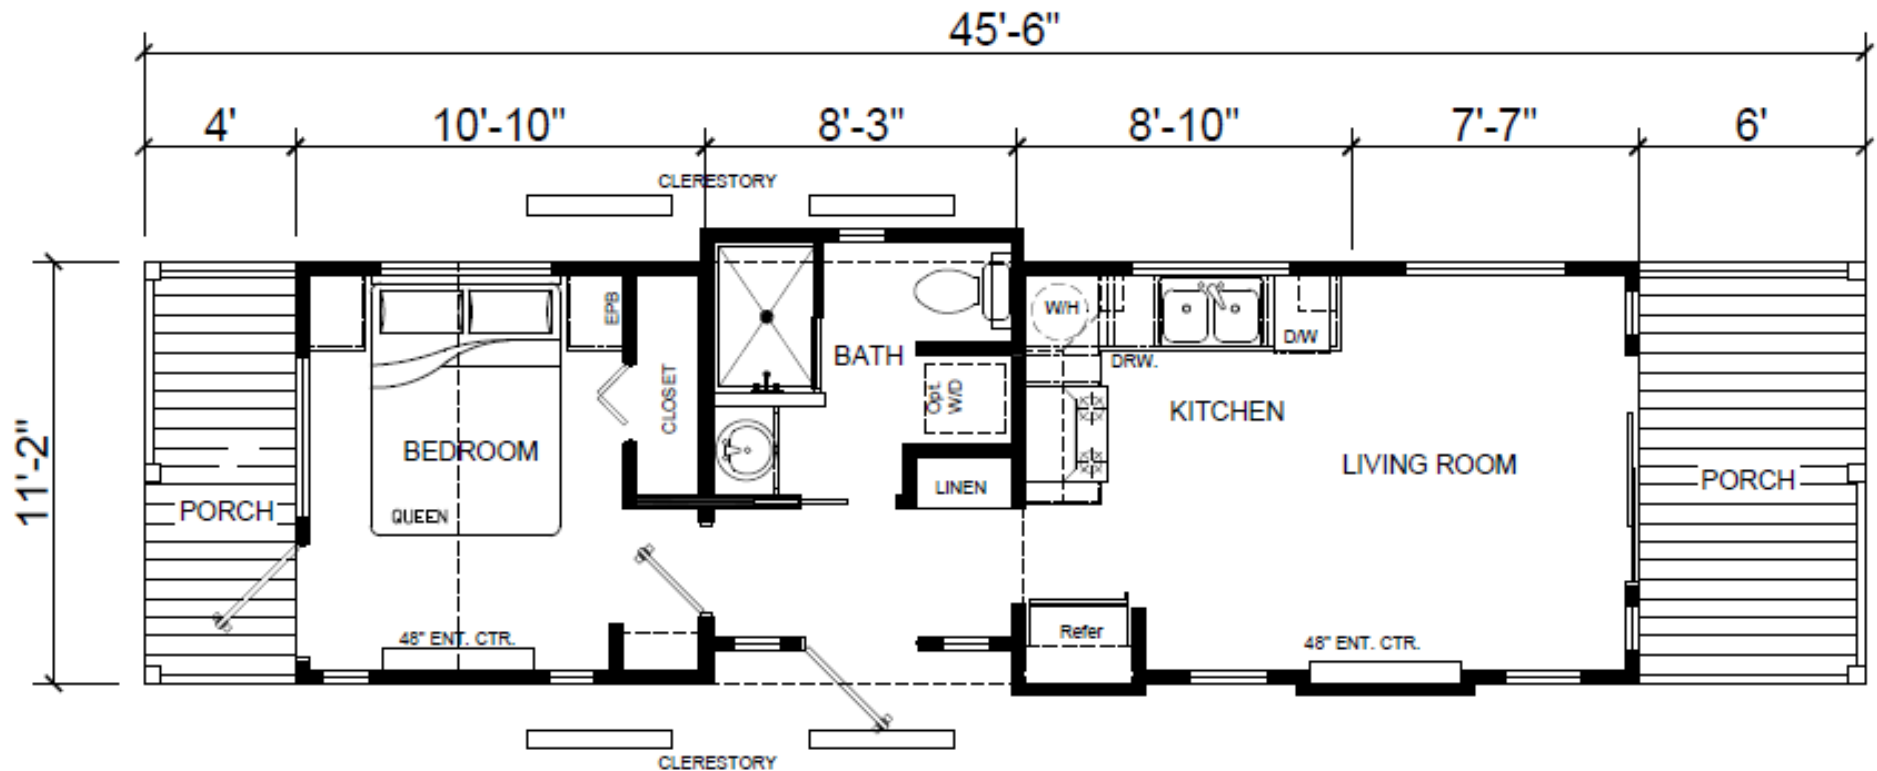 45'-6"
4'
10'-10"
8'-3"
8'-10"
7'-7"
6'
CLERESTORY
11'-2"
PORCH
BEDROOM
QUEEN
EPB
CLOSET
48" ENT. CTR.
BATH
Opt.
W/D
LINEN
W/H
DRW.
D/W
KITCHEN
LIVING ROOM
Refer
48" ENT. CTR.
PORCH
CLERESTORY